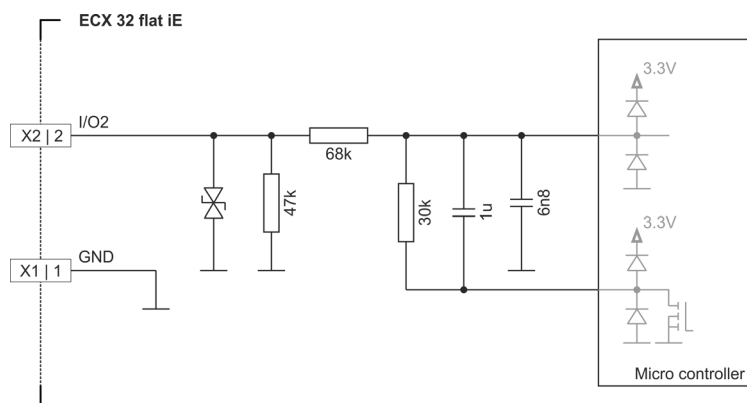 ECX 32 flat iE
3.3V
I/O2
X2 | 2
68k
47k
30k
1u
6n8
3.3V
GND
X1 | 1
Micro controller